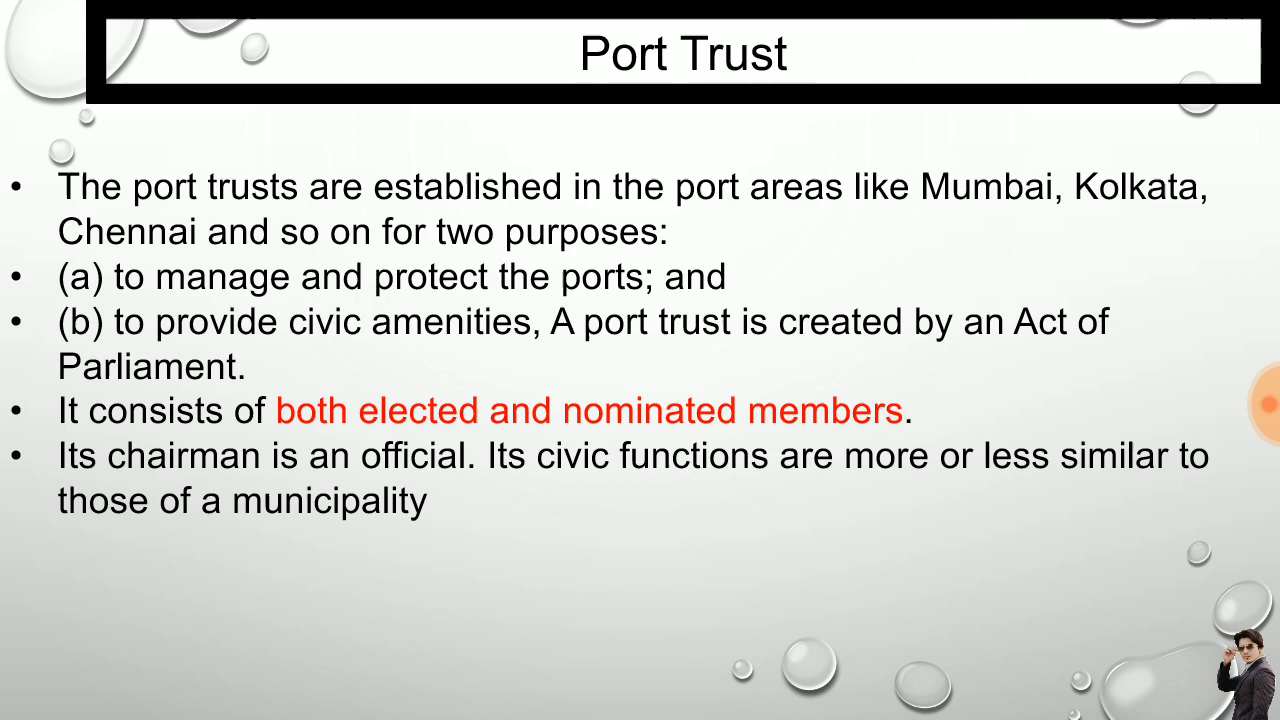 Port Trust
• The port trusts are established in the port areas like Mumbai, Kolkata,
Chennai and so on for two purposes:
• (a) to manage and protect the ports; and
• (b) to provide civic amenities, A port trust is created by an Act of
Parliament.
• It consists of both elected and nominated members.
• Its chairman is an official. Its civic functions are more or less similar to
those of a municipality